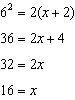 6² = 2(x + 2)
36 = 2x + 4
32 = 2x
16 = x